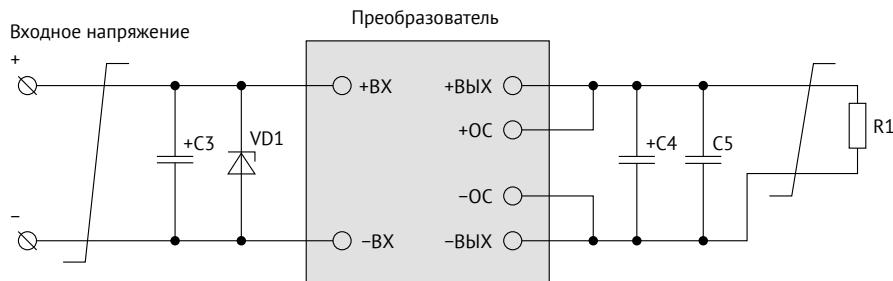 Преобразователь
Входное напряжение
+
+ВХ
+ВЫХ
+ОС
+C3
VD1
+C4
C5
R1
−ОС
−
−ВХ
−ВЫХ